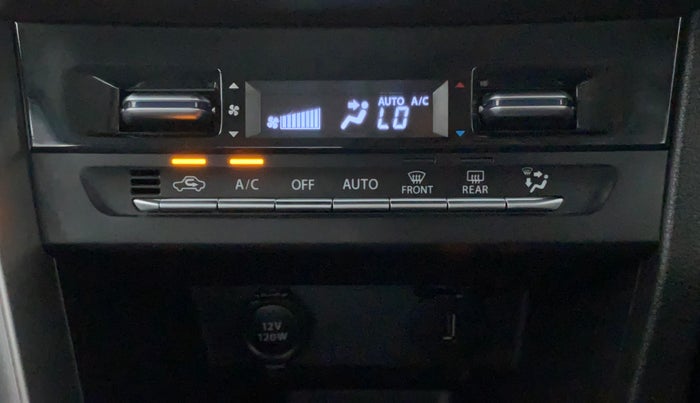 AUTO A/C
LO
A/C OFF AUTO FRONT REAR
12V
120W